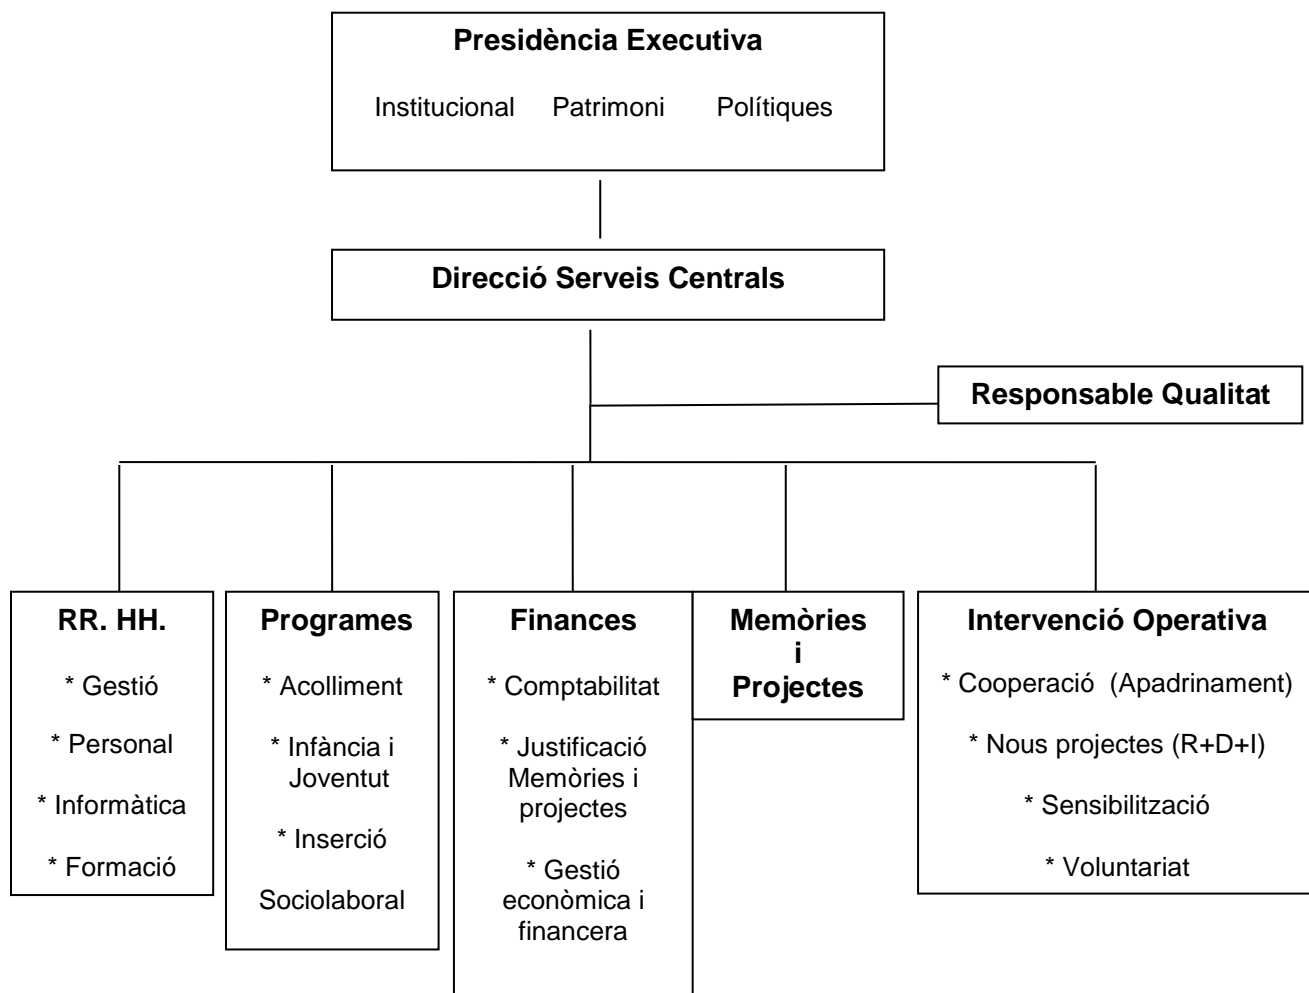 Presidència Executiva
Institucional Patrimoni Polítiques
Direcció Serveis Centrals
Responsable Qualitat
RR. HH.
* Gestió
* Personal
* Informàtica
* Formació
Programes
* Acolliment
* Infància i
Joventut
* Inserció
Sociolaboral
Finances
* Comptabilitat
* Justificació
Memòries i
projectes
* Gestió
econòmica i
financera
Memòries
i
Projectes
Intervenció Operativa
* Cooperació (Apadrinament)
* Nous projectes (R+D+I)
* Sensibilització
* Voluntariat